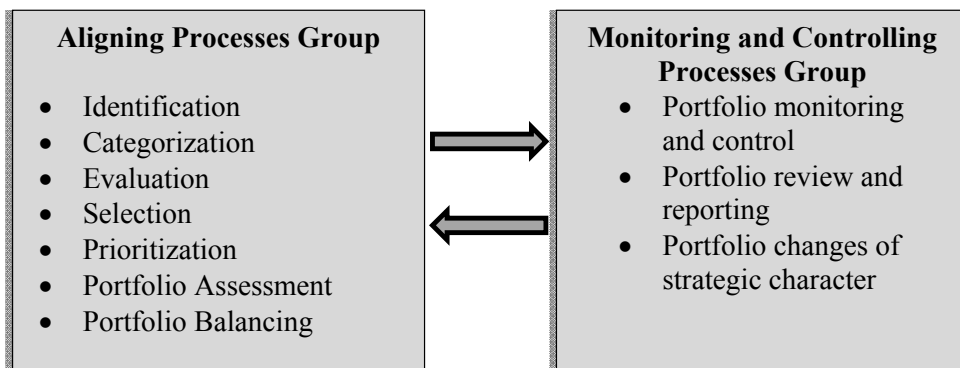 Aligning Processes Group
• Identification
• Categorization
• Evaluation
• Selection
• Prioritization
• Portfolio Assessment
• Portfolio Balancing
Monitoring and Controlling
Processes Group
• Portfolio monitoring
and control
• Portfolio review and
reporting
• Portfolio changes of
strategic character